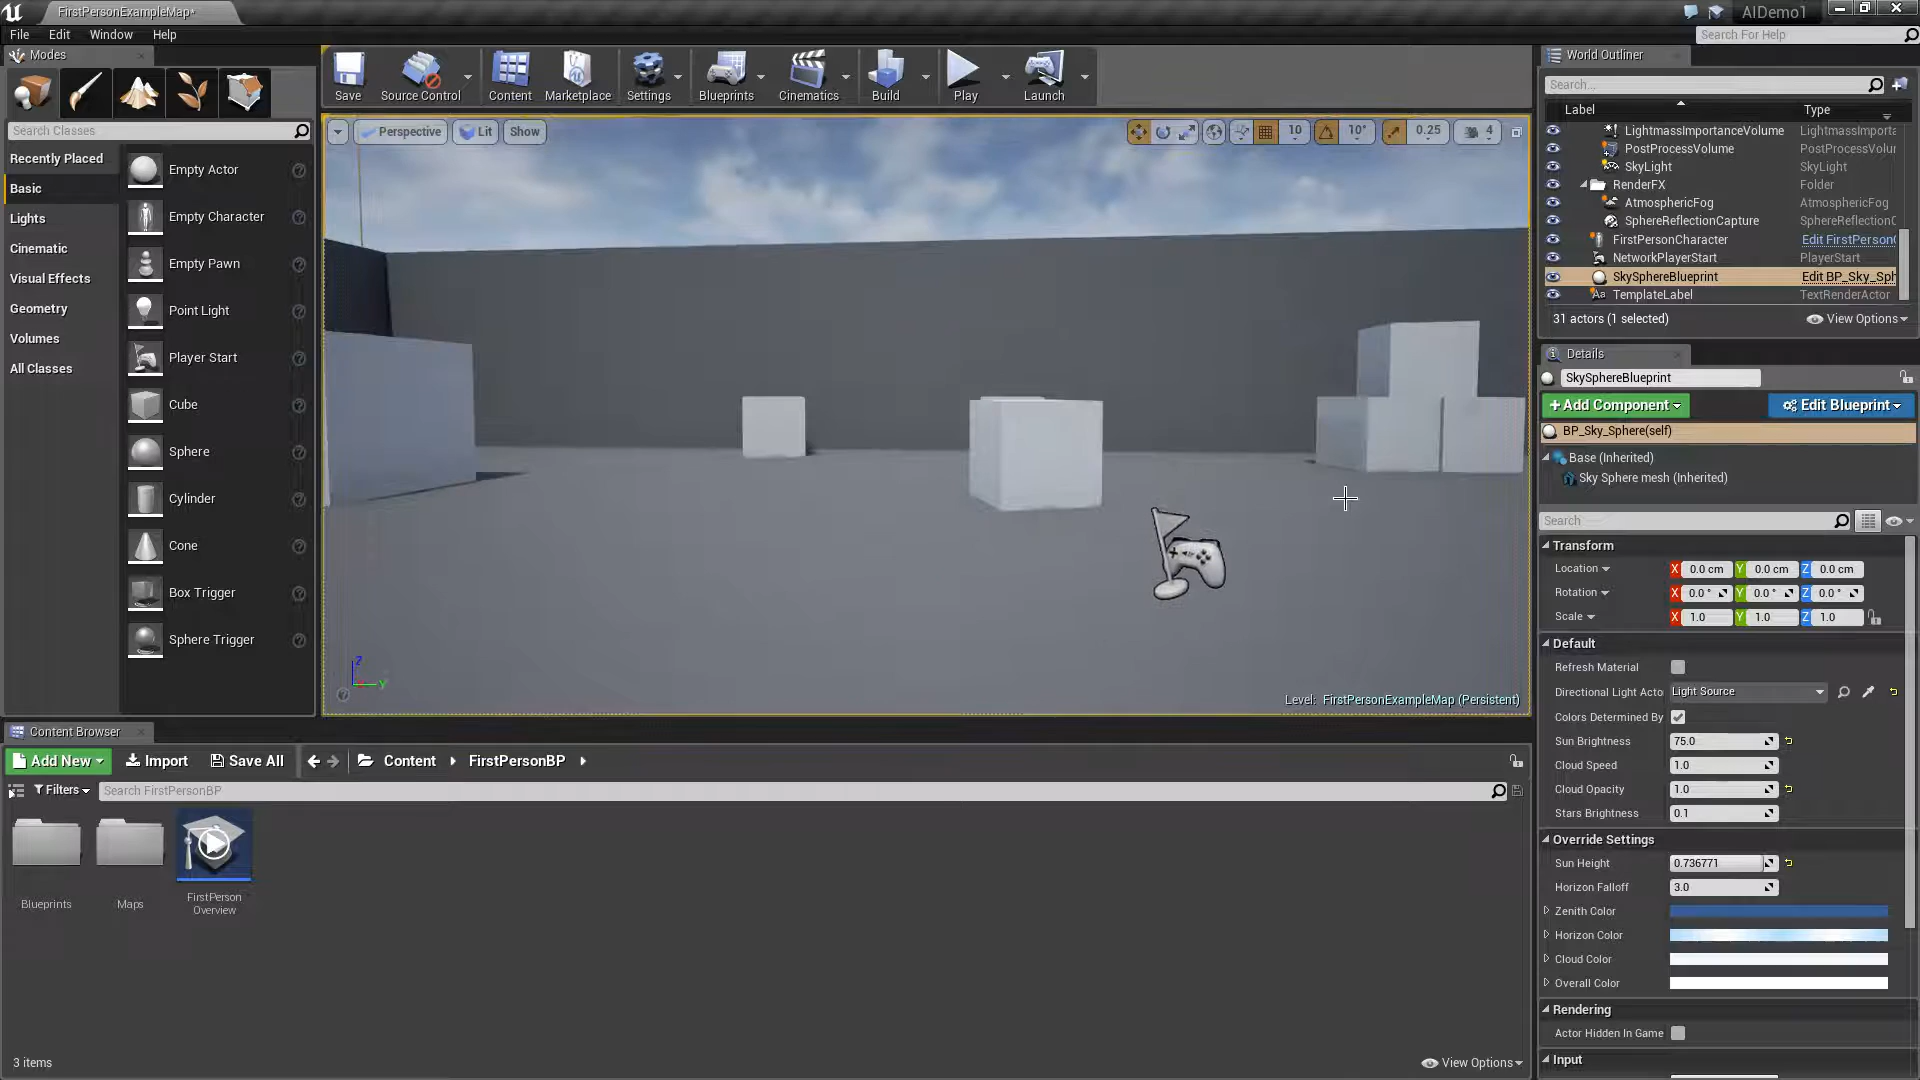 FirstPersonExampleMap*
AIDemo1
File Edit Window Help
Search For Help
Modes
Search Classes
Recently Placed
Basic
Lights
Cinematic
Visual Effects
Geometry
Volumes
All Classes
Empty Actor
Empty Character
Empty Pawn
Point Light
Player Start
Cube
Sphere
Cylinder
Cone
Box Trigger
Sphere Trigger
Save Source Control Content Marketplace Settings Blueprints Cinematics Build Play Launch
Perspective Lit Show
10 10° 0.25 4
Z
Y
Level: FirstPersonExampleMap (Persistent)
World Outliner
Search...
Label Type
LightmassImportanceVolume LightmassImporta
PostProcessVolume PostProcessVolur
SkyLight SkyLight
RenderFX Folder
AtmosphericFog AtmosphericFog
SphereReflectionCapture SphereReflectionC
FirstPersonCharacter Edit FirstPerson
NetworkPlayerStart PlayerStart
SkySphereBlueprint Edit BP_Sky_Sph
TemplateLabel TextRenderActor
31 actors (1 selected) View Options
Details
SkySphereBlueprint
+Add Component Edit Blueprint
BP_Sky_Sphere(self)
Base (Inherited)
Sky Sphere mesh (Inherited)
Search
Transform
Location X 0.0 cm Y 0.0 cm Z 0.0 cm
Rotation X 0.0 ° Y 0.0 ° Z 0.0 °
Scale X 1.0 Y 1.0 Z 1.0
Default
Refresh Material
Directional Light Acto Light Source
Colors Determined By
Sun Brightness 75.0
Cloud Speed 1.0
Cloud Opacity 1.0
Stars Brightness 0.1
Override Settings
Sun Height 0.736771
Horizon Falloff 3.0
Zenith Color
Horizon Color
Cloud Color
Overall Color
Rendering
Actor Hidden In Game
Input
Content Browser
Add New Import Save All Content FirstPersonBP
Filters Search FirstPersonBP
Blueprints
Maps
FirstPerson
Overview
3 items View Options